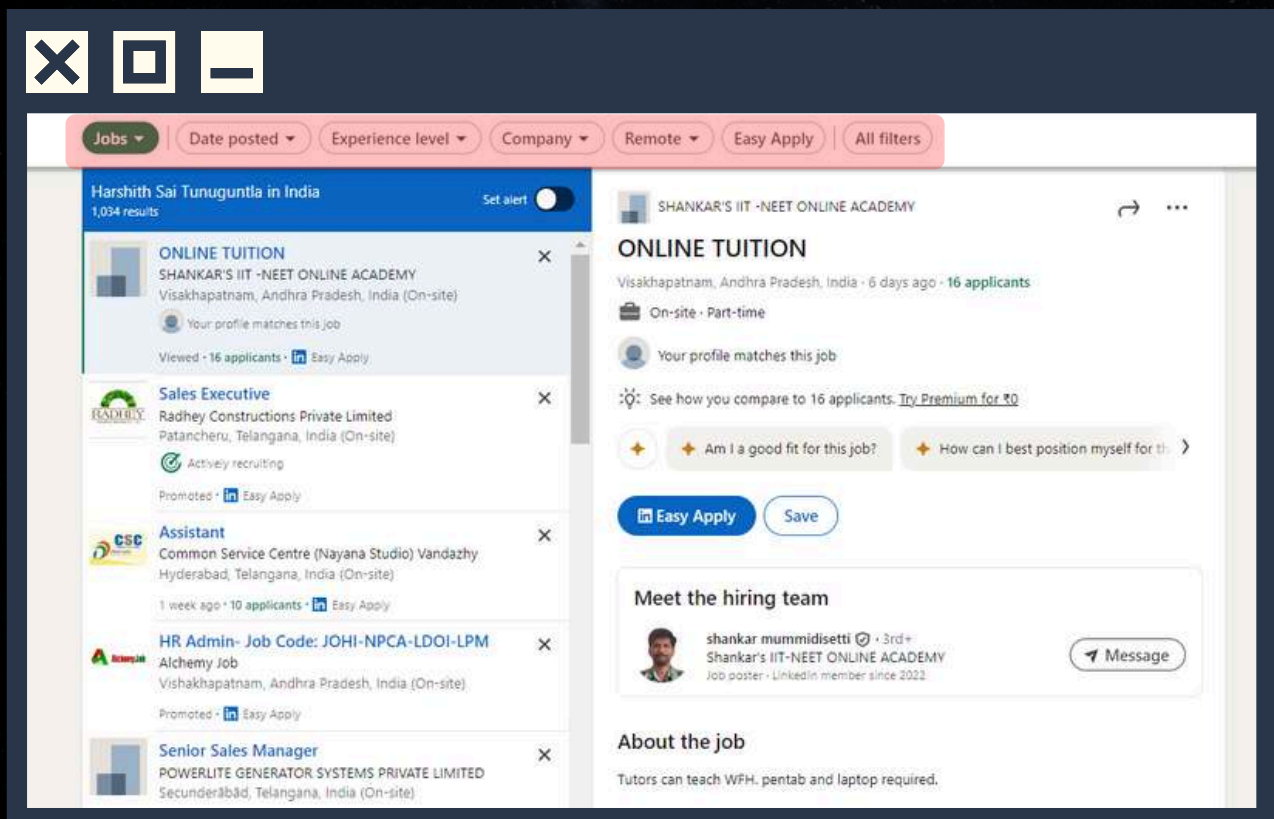 Jobs Date posted Experience level Company Remote Easy Apply All filters
Harshith Sai Tunuguntla in India
1,034 results
Set alert
ONLINE TUITION
SHANKAR'S IIT -NEET ONLINE ACADEMY
Visakhapatnam, Andhra Pradesh, India (On-site)
Your profile matches this job
Viewed · 16 applicants · in Easy Apply
RADHEY
Sales Executive
Radhey Constructions Private Limited
Patancheru, Telangana, India (On-site)
Actively recruiting
Promoted · in Easy Apply
CSC
Assistant
Common Service Centre (Nayana Studio) Vandazhy
Hyderabad, Telangana, India (On-site)
1 week ago · 10 applicants · in Easy Apply
HR Admin- Job Code: JOHI-NPCA-LDOI-LPM
Alchemy Job
Vishakhapatnam, Andhra Pradesh, India (On-site)
Promoted · in Easy Apply
Senior Sales Manager
POWERLITE GENERATOR SYSTEMS PRIVATE LIMITED
Secunderābād, Telangana, India (On-site)
SHANKAR'S IIT -NEET ONLINE ACADEMY
ONLINE TUITION
Visakhapatnam, Andhra Pradesh, India · 6 days ago · 16 applicants
On-site · Part-time
Your profile matches this job
See how you compare to 16 applicants. Try Premium for ₹0
Am I a good fit for this job? How can I best position myself for th
in Easy Apply Save
Meet the hiring team
shankar mummidisetti · 3rd+
Shankar's IIT-NEET ONLINE ACADEMY
Job poster · LinkedIn member since 2022
Message
About the job
Tutors can teach WFH. pentab and laptop required.